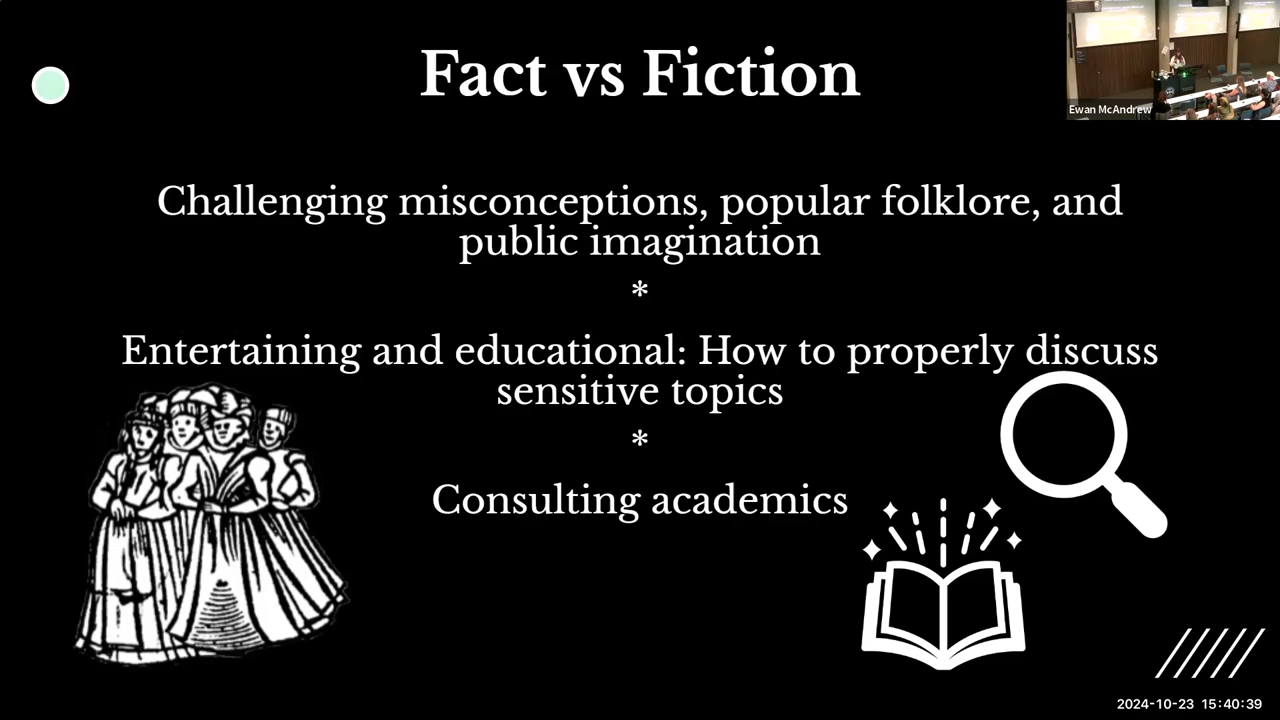 Fact vs Fiction
Ewan McAndrew
Challenging misconceptions, popular folklore, and
public imagination
*
Entertaining and educational: How to properly discuss
sensitive topics
*
Consulting academics
2024-10-23 15:40:39